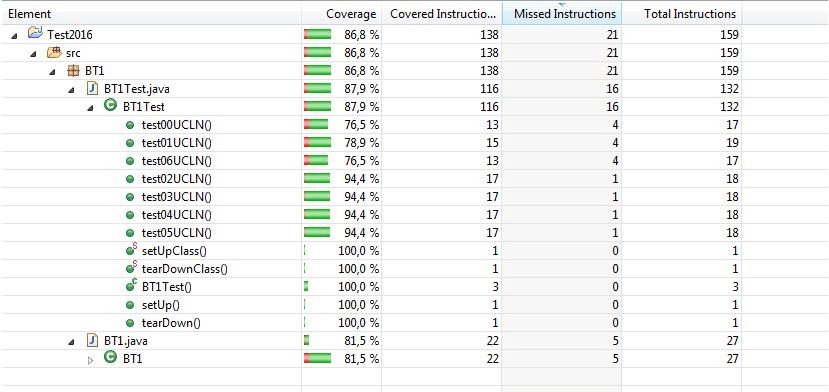 Element Coverage Covered Instructio... Missed Instructions Total Instructions
Test2016 86,8 % 138 21 159
src 86,8 % 138 21 159
BT1 86,8 % 138 21 159
BT1Test.java 87,9 % 116 16 132
BT1Test 87,9 % 116 16 132
test00UCLN() 76,5 % 13 4 17
test01UCLN() 78,9 % 15 4 19
test06UCLN() 76,5 % 13 4 17
test02UCLN() 94,4 % 17 1 18
test03UCLN() 94,4 % 17 1 18
test04UCLN() 94,4 % 17 1 18
test05UCLN() 94,4 % 17 1 18
setUpClass() 100,0 % 1 0 1
tearDownClass() 100,0 % 1 0 1
BT1Test() 100,0 % 3 0 3
setUp() 100,0 % 1 0 1
tearDown() 100,0 % 1 0 1
BT1.java 81,5 % 22 5 27
BT1 81,5 % 22 5 27